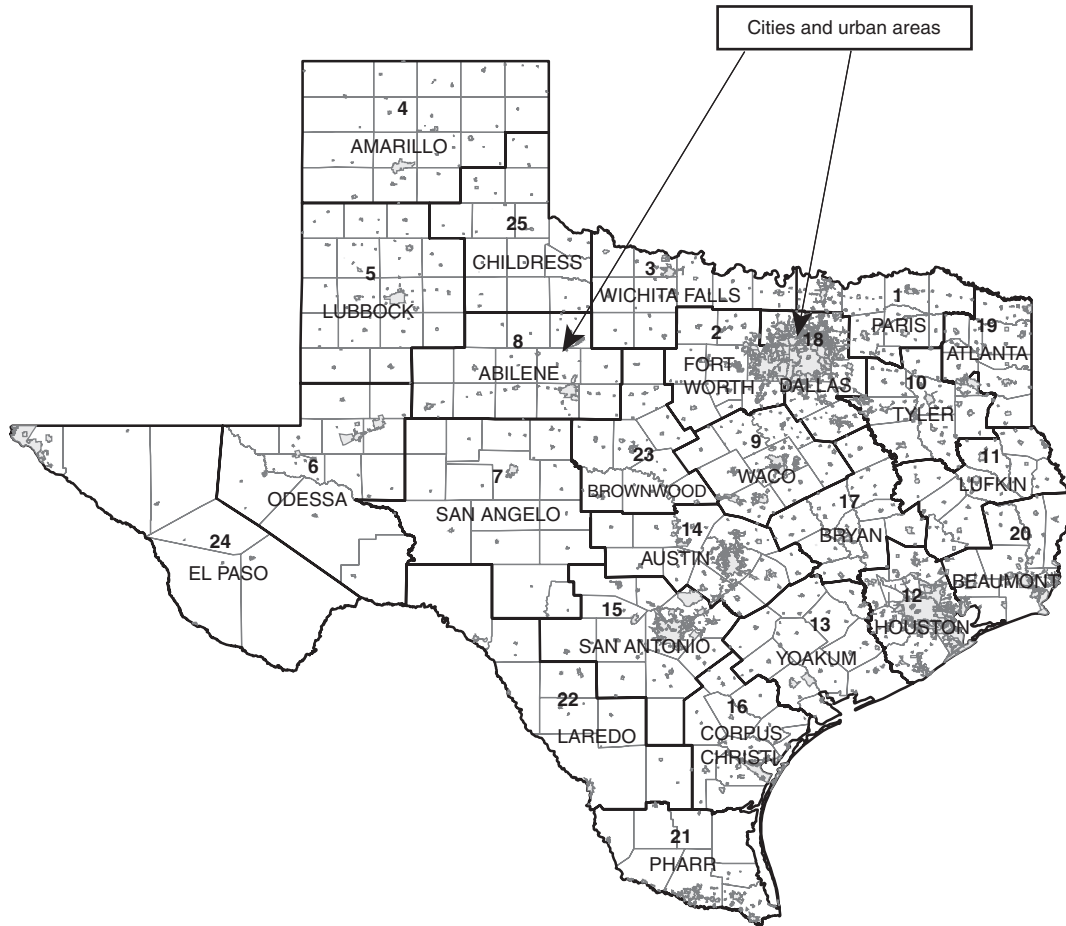 Cities and urban areas
4
AMARILLO
25
CHILDRESS
5
LUBBOCK
3
WICHITA FALLS
1
PARIS
19
ATLANTA
2
FORT
WORTH
18
DALLAS
8
ABILENE
10
TYLER
9
WACO
23
BROWNWOOD
11
LUFKIN
6
ODESSA
7
SAN ANGELO
17
BRYAN
14
AUSTIN
20
BEAUMONT
24
EL PASO
12
HOUSTON
15
SAN ANTONIO
13
YOAKUM
22
LAREDO
16
CORPUS
CHRISTI
21
PHARR